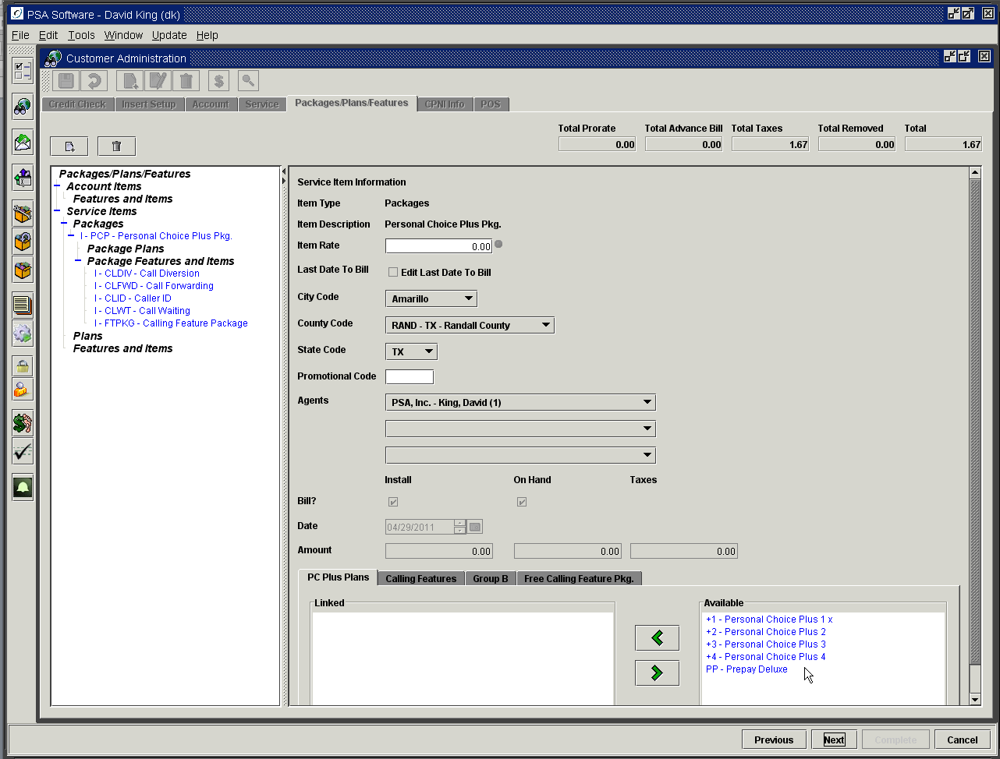 PSA Software - David King (dk)
File Edit Tools Window Update Help
Customer Administration
Credit Check Insert Setup Account Service Packages/Plans/Features CPNI Info POS
Total Prorate Total Advance Bill Total Taxes Total Removed Total
0.00 0.00 1.67 0.00 1.67
Packages/Plans/Features
Account Items
Features and Items
Service Items
Packages
I - PCP - Personal Choice Plus Pkg.
Package Plans
Package Features and Items
I - CLDIV - Call Diversion
I - CLFWD - Call Forwarding
I - CLID - Caller ID
I - CLWT - Call Waiting
I - FTPKG - Calling Feature Package
Plans
Features and Items
Service Item Information
Item Type Packages
Item Description Personal Choice Plus Pkg.
Item Rate 0.00
Last Date To Bill Edit Last Date To Bill
City Code Amarillo
County Code RAND - TX - Randall County
State Code TX
Promotional Code
Agents PSA, Inc. - King, David (1)
Install On Hand Taxes
Bill?
Date 04/29/2011
Amount 0.00 0.00 0.00
PC Plus Plans Calling Features Group B Free Calling Feature Pkg.
Linked Available
+1 - Personal Choice Plus 1 x
+2 - Personal Choice Plus 2
+3 - Personal Choice Plus 3
+4 - Personal Choice Plus 4
PP - Prepay Deluxe
Previous Next Complete Cancel